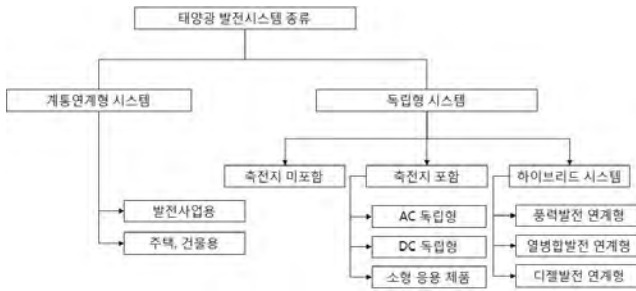 태양광 발전시스템 종류
계통연계형 시스템
독립형 시스템
축전지 미포함
축전지 포함
하이브리드 시스템
발전사업용
주택, 건물용
AC 독립형
DC 독립형
소형 응용 제품
풍력발전 연계형
열병합발전 연계형
디젤발전 연계형